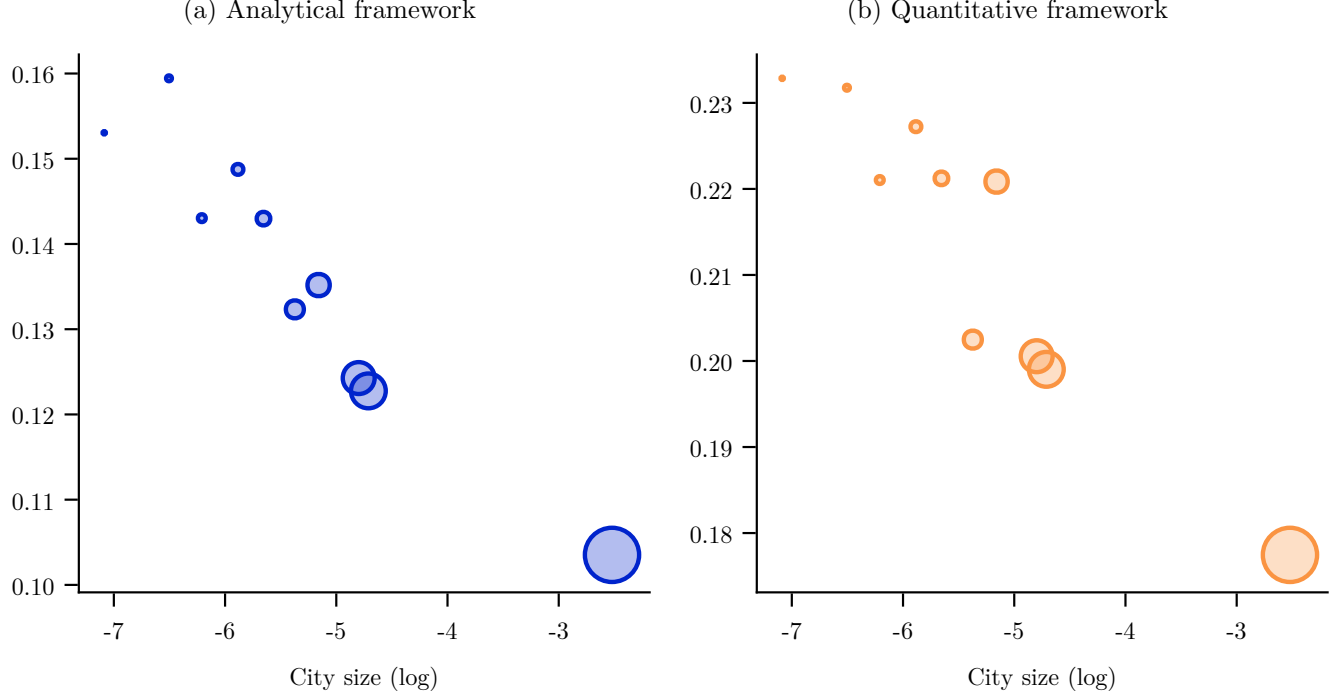 (a) Analytical framework
0.16
0.15
0.14
0.13
0.12
0.11
0.10
-7 -6 -5 -4 -3
City size (log)
(b) Quantitative framework
0.23
0.22
0.21
0.20
0.19
0.18
-7 -6 -5 -4 -3
City size (log)